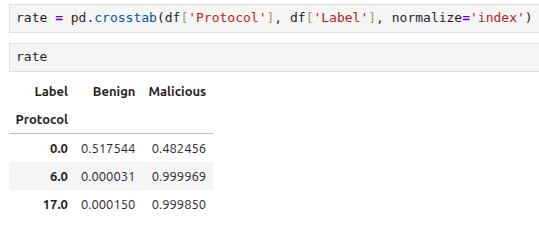 rate = pd.crosstab(df['Protocol'], df['Label'], normalize='index')
rate
Label Benign Malicious
Protocol
0.0 0.517544 0.482456
6.0 0.000031 0.999969
17.0 0.000150 0.999850